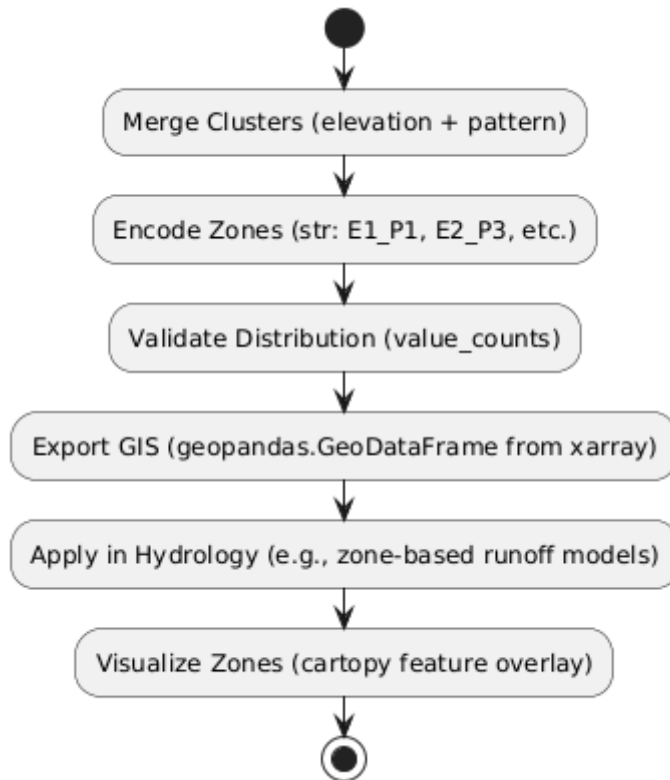 Merge Clusters (elevation + pattern)
Encode Zones (str: E1_P1, E2_P3, etc.)
Validate Distribution (value_counts)
Export GIS (geopandas.GeoDataFrame from xarray)
Apply in Hydrology (e.g., zone-based runoff models)
Visualize Zones (cartopy feature overlay)